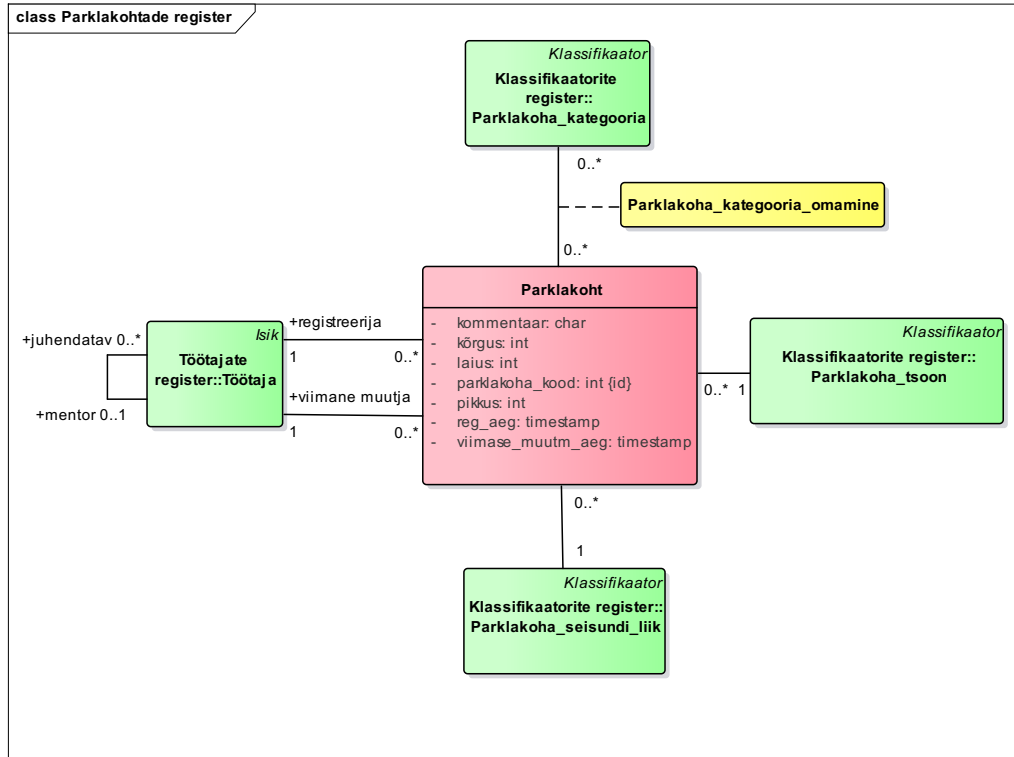 class Parklakohtade register
Klassifikaator
Klassifikaatorite
register::
Parklakoha_kategooria
0..*
Parklakoha_kategooria_omamine
0..*
Parklakoht
- kommentaar: char
- kõrgus: int
- laius: int
- parklakoha_kood: int {id}
- pikkus: int
- reg_aeg: timestamp
- viimase_muutm_aeg: timestamp
+juhendatav 0..*
+mentor 0..1
Isik
Töötajate
register::Töötaja
+registreerija
1
0..*
+viimane muutja
1
0..*
Klassifikaator
Klassifikaatorite register::
Parklakoha_tsoon
0..*
1
0..*
1
Klassifikaator
Klassifikaatorite register::
Parklakoha_seisundi_liik